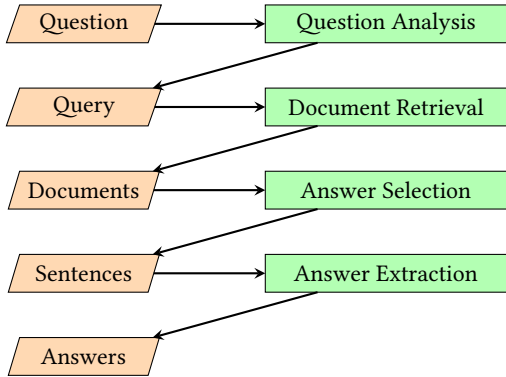 Question
Question Analysis
Query
Document Retrieval
Documents
Answer Selection
Sentences
Answer Extraction
Answers